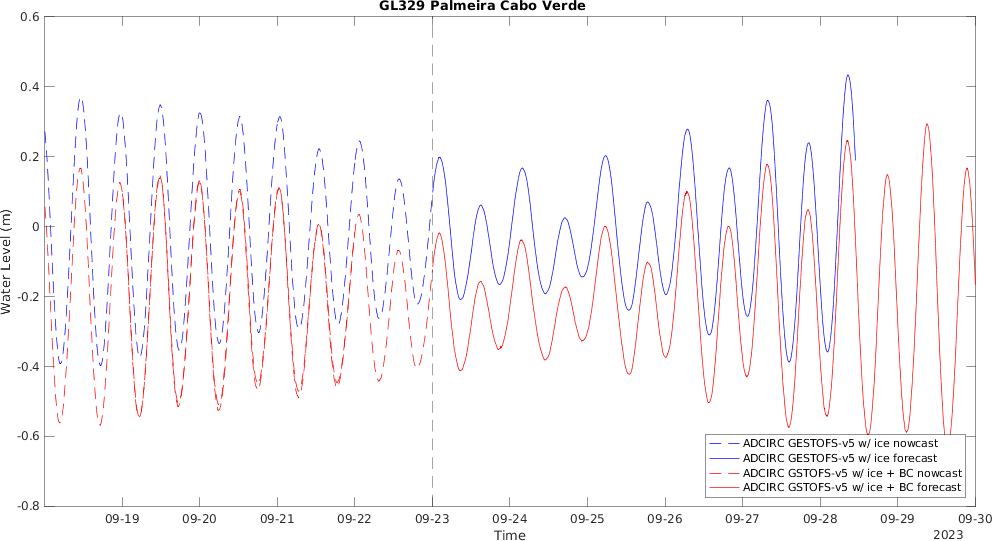 GL329 Palmeira Cabo Verde
0.6
0.4
0.2
0
-0.2
-0.4
-0.6
-0.8
Water Level (m)
ADCIRC GESTOFS-v5 w/ ice nowcast
ADCIRC GESTOFS-v5 w/ ice forecast
ADCIRC GSTOFS-v5 w/ ice + BC nowcast
ADCIRC GSTOFS-v5 w/ ice + BC forecast
09-19 09-20 09-21 09-22 09-23 09-24 09-25 09-26 09-27 09-28 09-29 09-30
Time
2023